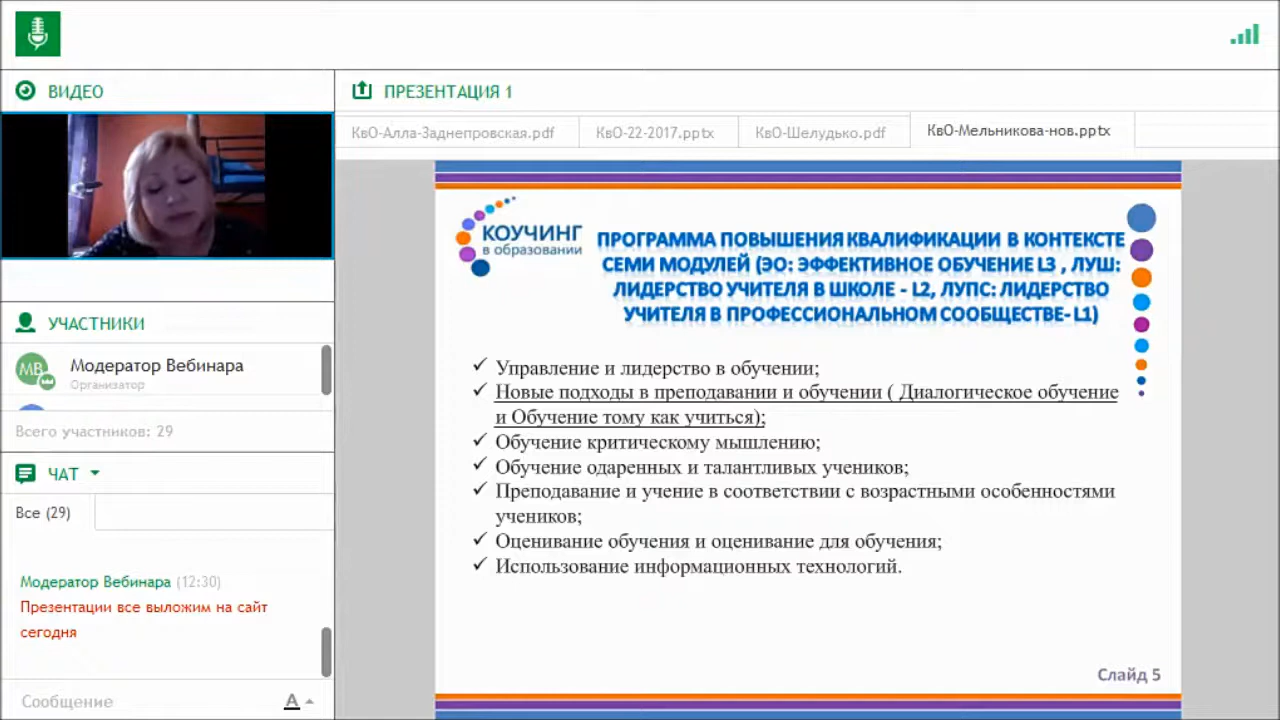 ВИДЕО
ПРЕЗЕНТАЦИЯ 1
КвО-Алла-Заднепровская.pdf
КвО-22-2017.pptx
КвО-Шелудько.pdf
КвО-Мельникова-нов.pptx
УЧАСТНИКИ
МВ
Модератор Вебинара
Организатор
Всего участников: 29
ЧАТ
Все (29)
Модератор Вебинара (12:30)
Презентации все выложим на сайт
сегодня
Сообщение
A
КОУЧИНГ
в образовании
ПРОГРАММА ПОВЫШЕНИЯ КВАЛИФИКАЦИИ В КОНТЕКСТЕ
СЕМИ МОДУЛЕЙ (ЭО: ЭФФЕКТИВНОЕ ОБУЧЕНИЕ L3 , ЛУШ:
ЛИДЕРСТВО УЧИТЕЛЯ В ШКОЛЕ - L2, ЛУПС: ЛИДЕРСТВО
УЧИТЕЛЯ В ПРОФЕССИОНАЛЬНОМ СООБЩЕСТВЕ- L1)
✓ Управление и лидерство в обучении;
✓ Новые подходы в преподавании и обучении ( Диалогическое обучение
и Обучение тому как учиться);
✓ Обучение критическому мышлению;
✓ Обучение одаренных и талантливых учеников;
✓ Преподавание и учение в соответствии с возрастными особенностями
учеников;
✓ Оценивание обучения и оценивание для обучения;
✓ Использование информационных технологий.
Слайд 5